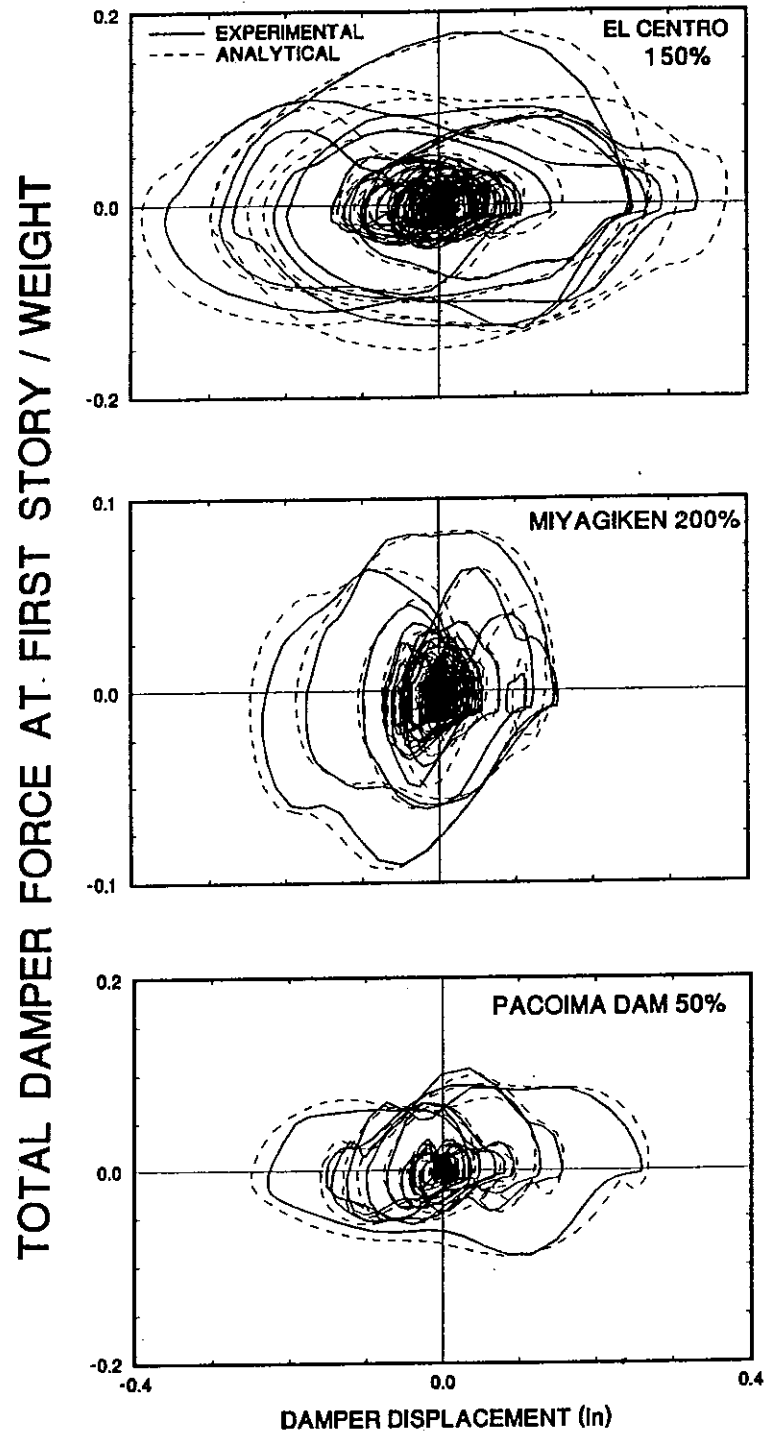 TOTAL DAMPER FORCE AT FIRST STORY / WEIGHT
0.2
EXPERIMENTAL
ANALYTICAL
EL CENTRO
150%
0.0
-0.2
0.1
MIYAGIKEN 200%
0.0
-0.1
0.2
PACOIMA DAM 50%
0.0
-0.2
-0.4
0.0
0.4
DAMPER DISPLACEMENT (in)